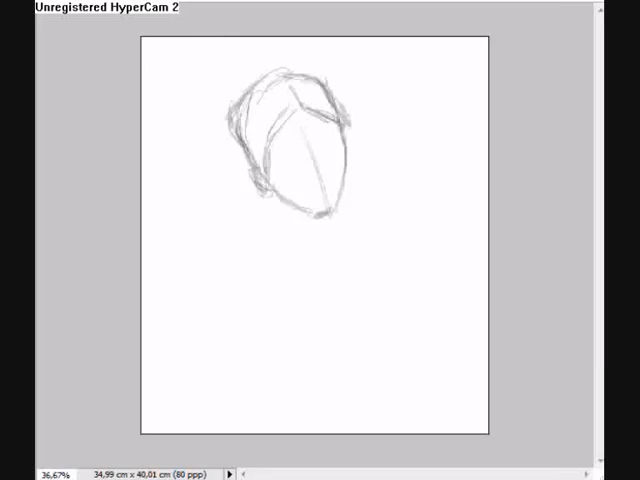 Unregistered HyperCam 2
36,67%
34,99 cm x 40,01 cm (80 ppp)